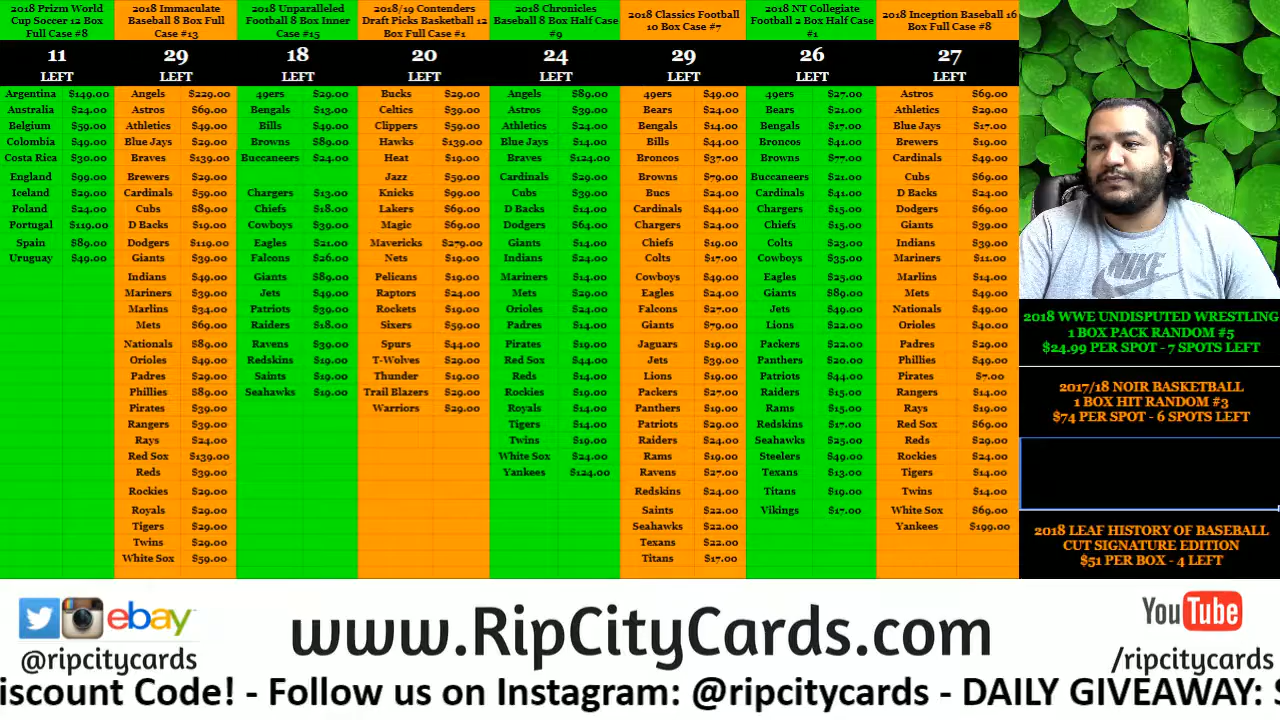 2018 Prizm World Cup Soccer 12 Box Full Case #8
11
LEFT
Argentina $149.00
Australia $24.00
Belgium $59.00
Colombia $49.00
Costa Rica $30.00
England $99.00
Iceland $29.00
Poland $24.00
Portugal $119.00
Spain $89.00
Uruguay $49.00
2018 Immaculate Baseball 8 Box Full Case #13
29
LEFT
Angels $229.00
Astros $69.00
Athletics $49.00
Blue Jays $29.00
Braves $139.00
Brewers $29.00
Cardinals $59.00
Cubs $89.00
D Backs $19.00
Dodgers $119.00
Giants $39.00
Indians $49.00
Mariners $39.00
Marlins $34.00
Mets $69.00
Nationals $89.00
Orioles $49.00
Padres $29.00
Phillies $89.00
Pirates $39.00
Rangers $39.00
Rays $24.00
Red Sox $139.00
Reds $39.00
Rockies $29.00
Royals $29.00
Tigers $29.00
Twins $29.00
White Sox $59.00
2018 Unparalleled Football 8 Box Inner Case #15
18
LEFT
49ers $29.00
Bengals $13.00
Bills $49.00
Browns $89.00
Buccaneers $24.00
Chargers $13.00
Chiefs $18.00
Cowboys $39.00
Eagles $21.00
Falcons $26.00
Giants $89.00
Jets $49.00
Patriots $39.00
Raiders $18.00
Ravens $39.00
Redskins $19.00
Saints $19.00
Seahawks $19.00
2018/19 Contenders Draft Picks Basketball 12 Box Full Case #1
20
LEFT
Bucks $29.00
Celtics $39.00
Clippers $59.00
Hawks $139.00
Heat $19.00
Jazz $59.00
Knicks $99.00
Lakers $69.00
Magic $69.00
Mavericks $279.00
Nets $19.00
Pelicans $19.00
Raptors $24.00
Rockets $19.00
Sixers $59.00
Spurs $44.00
T-Wolves $29.00
Thunder $19.00
Trail Blazers $29.00
Warriors $29.00
2018 Chronicles Baseball 8 Box Half Case #9
24
LEFT
Angels $89.00
Astros $39.00
Athletics $24.00
Blue Jays $14.00
Braves $124.00
Cardinals $29.00
Cubs $39.00
D Backs $14.00
Dodgers $64.00
Giants $14.00
Indians $24.00
Mariners $14.00
Mets $29.00
Orioles $24.00
Padres $14.00
Pirates $19.00
Red Sox $44.00
Reds $14.00
Rockies $19.00
Royals $14.00
Tigers $14.00
Twins $19.00
White Sox $24.00
Yankees $124.00
2018 Classics Football 10 Box Case #7
29
LEFT
49ers $49.00
Bears $24.00
Bengals $14.00
Bills $44.00
Broncos $37.00
Browns $79.00
Bucs $24.00
Cardinals $44.00
Chargers $24.00
Chiefs $19.00
Colts $17.00
Cowboys $49.00
Eagles $24.00
Falcons $27.00
Giants $79.00
Jaguars $19.00
Jets $39.00
Lions $19.00
Packers $27.00
Panthers $19.00
Patriots $29.00
Raiders $24.00
Rams $19.00
Ravens $27.00
Redskins $24.00
Saints $22.00
Seahawks $22.00
Texans $22.00
Titans $17.00
2018 NT Collegiate Football 2 Box Half Case #1
26
LEFT
49ers $27.00
Bears $21.00
Bengals $17.00
Broncos $41.00
Browns $77.00
Buccaneers $21.00
Cardinals $41.00
Chargers $15.00
Chiefs $15.00
Colts $23.00
Cowboys $35.00
Eagles $25.00
Giants $89.00
Jets $49.00
Lions $22.00
Packers $22.00
Panthers $20.00
Patriots $44.00
Raiders $15.00
Rams $15.00
Redskins $17.00
Seahawks $25.00
Steelers $49.00
Texans $13.00
Titans $19.00
Vikings $17.00
2018 Inception Baseball 16 Box Full Case #8
27
LEFT
Astros $69.00
Athletics $29.00
Blue Jays $17.00
Brewers $19.00
Cardinals $49.00
Cubs $69.00
D Backs $24.00
Dodgers $69.00
Giants $39.00
Indians $39.00
Mariners $11.00
Marlins $14.00
Mets $49.00
Nationals $49.00
Orioles $40.00
Padres $29.00
Phillies $49.00
Pirates $7.00
Rangers $14.00
Rays $19.00
Red Sox $69.00
Reds $29.00
Rockies $24.00
Tigers $14.00
Twins $14.00
White Sox $69.00
Yankees $199.00
NIKE
2018 WWE UNDISPUTED WRESTLING
1 BOX PACK RANDOM #5
$24.99 PER SPOT - 7 SPOTS LEFT
2017/18 NOIR BASKETBALL
1 BOX HIT RANDOM #3
$74 PER SPOT - 6 SPOTS LEFT
2018 LEAF HISTORY OF BASEBALL
CUT SIGNATURE EDITION
$51 PER BOX - 4 LEFT
ebay
@ripcitycards
www.RipCityCards.com
YouTube
/ripcitycards
iscount Code! - Follow us on Instagram: @ripcitycards - DAILY GIVEAWAY: S